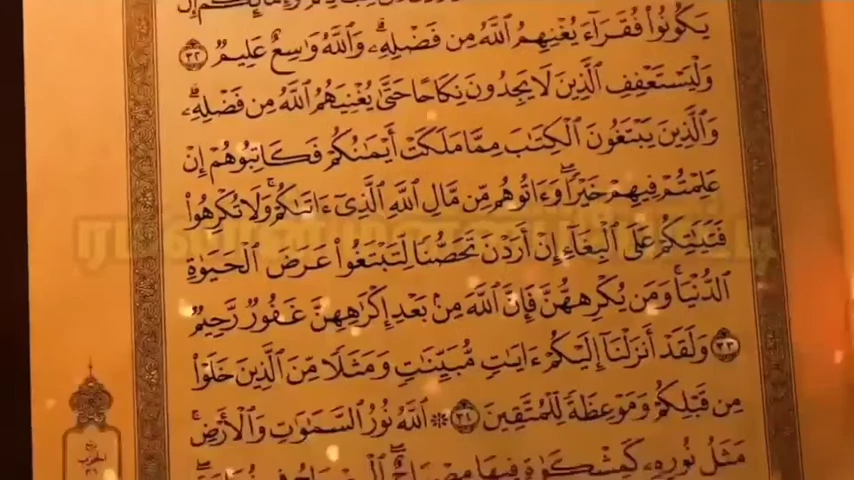 يَكُونُوا۟ فُقَرَآءَ يُغْنِهِمُ ٱللَّهُ مِن فَضْلِهِۦ ۗ وَٱللَّهُ وَٰسِعٌ عَلِيمٌ ٣٢
وَلْيَسْتَعْفِفِ ٱلَّذِينَ لَا يَجِدُونَ نِكَاحًا حَتَّىٰ يُغْنِيَهُمُ ٱللَّهُ مِن فَضْلِهِۦ ۗ
وَٱلَّذِينَ يَبْتَغُونَ ٱلْكِتَٰبَ مِمَّا مَلَكَتْ أَيْمَٰنُكُمْ فَكَاتِبُوهُمْ إِنْ
عَلِمْتُمْ فِيهِمْ خَيْرًا ۖ وَءَاتُوهُم مِّن مَّالِ ٱللَّهِ ٱلَّذِىٓ ءَاتَىٰكُمْ ۚ وَلَا تُكْرِهُوا۟
فَتَيَٰتِكُمْ عَلَى ٱلْبِغَآءِ إِنْ أَرَدْنَ تَحَصُّنًا لِّتَبْتَغُوا۟ عَرَضَ ٱلْحَيَوٰةِ
ٱلدُّنْيَا ۚ وَمَن يُكْرِههُّنَّ فَإِنَّ ٱللَّهَ مِنۢ بَعْدِ إِكْرَٰهِهِنَّ غَفُورٌ رَّحِيمٌ
٣٣ وَلَقَدْ أَنزَلْنَآ إِلَيْكُمْ ءَايَٰتٍ مُّبَيِّنَٰتٍ وَمَثَلًا مِّنَ ٱلَّذِينَ خَلَوْا۟
مِن قَبْلِكُمْ وَمَوْعِظَةً لِّلْمُتَّقِينَ ٣٤ ۞ ٱللَّهُ نُورُ ٱلسَّمَٰوَٰتِ وَٱلْأَرْضِ ۚ
مَثَلُ نُورِهِۦ كَمِشْكَوٰةٍ فِيهَا مِصْبَاحٌ ۖ